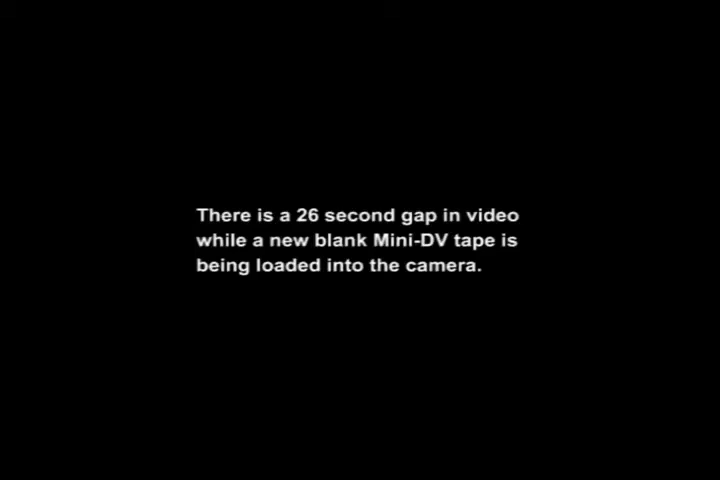 There is a 26 second gap in video
while a new blank Mini-DV tape is
being loaded into the camera.